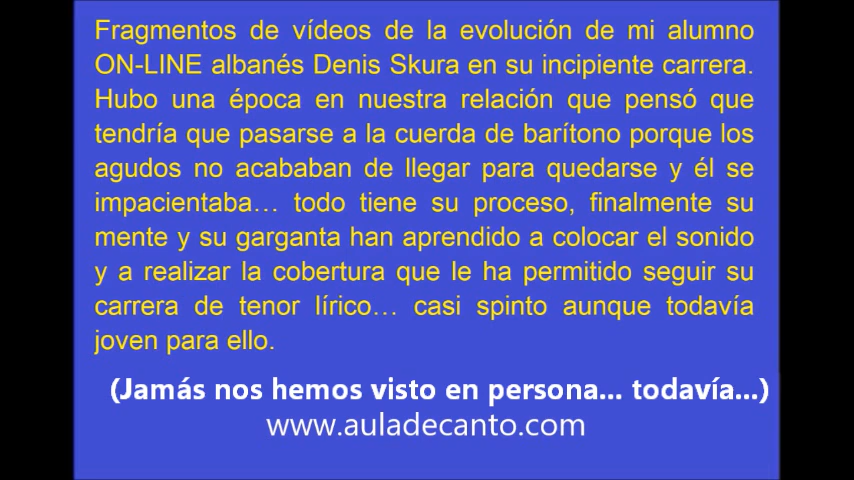 Fragmentos de vídeos de la evolución de mi alumno
ON-LINE albanés Denis Skura en su incipiente carrera.
Hubo una época en nuestra relación que pensó que
tendría que pasarse a la cuerda de barítono porque los
agudos no acababan de llegar para quedarse y él se
impacientaba… todo tiene su proceso, finalmente su
mente y su garganta han aprendido a colocar el sonido
y a realizar la cobertura que le ha permitido seguir su
carrera de tenor lírico… casi spinto aunque todavía
joven para ello.
(Jamás nos hemos visto en persona... todavía...)
www.auladecanto.com